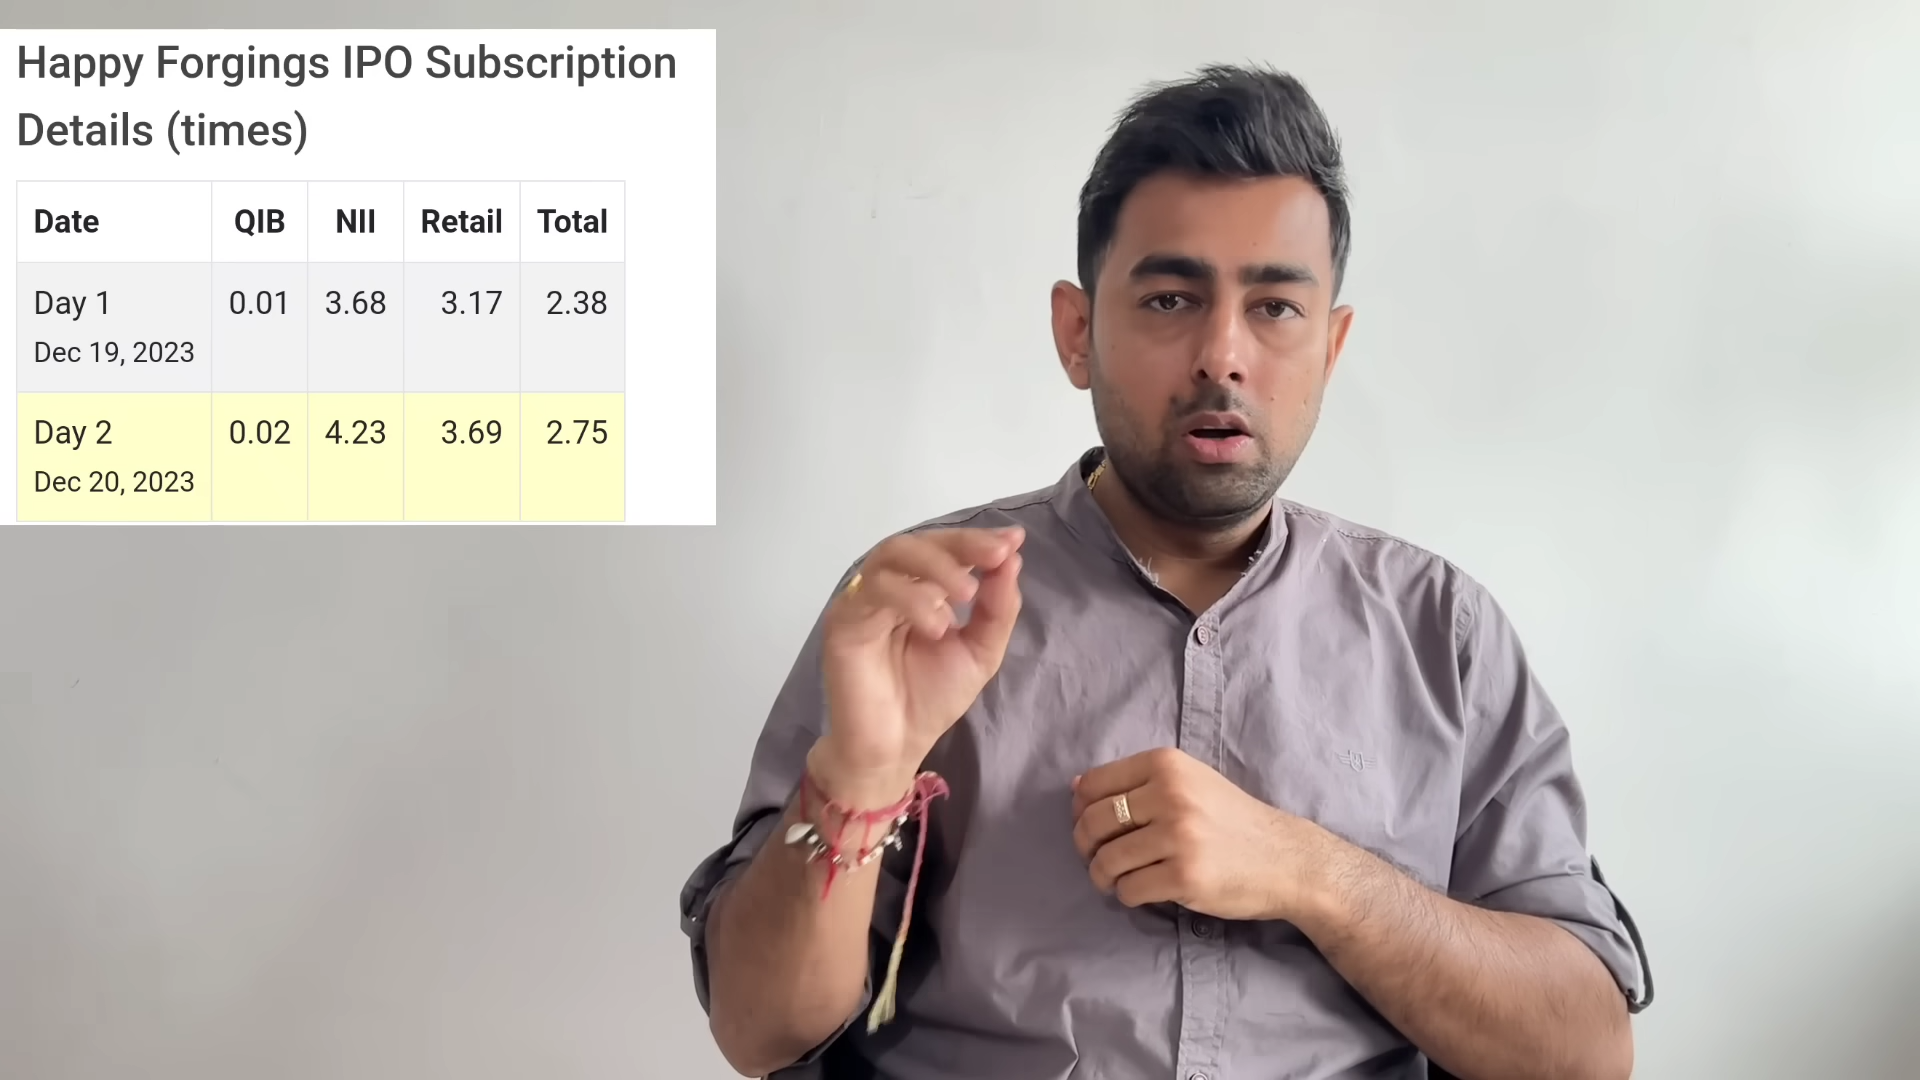 Happy Forgings IPO Subscription
Details (times)
Date QIB NII Retail Total
Day 1 0.01 3.68 3.17 2.38
Dec 19, 2023
Day 2 0.02 4.23 3.69 2.75
Dec 20, 2023